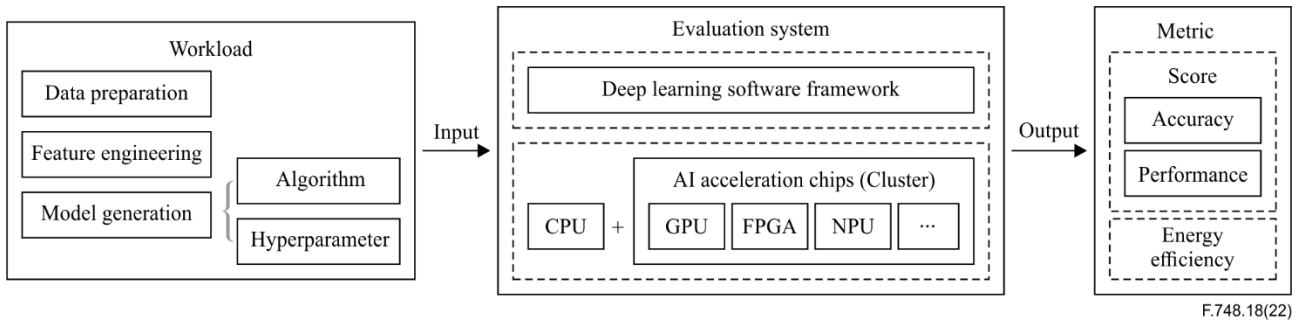 Workload
Data preparation
Feature engineering
Model generation
Algorithm
Hyperparameter
Input
Evaluation system
Deep learning software framework
AI acceleration chips (Cluster)
CPU + GPU FPGA NPU ...
Output
Metric
Score
Accuracy
Performance
Energy
efficiency
F.748.18(22)